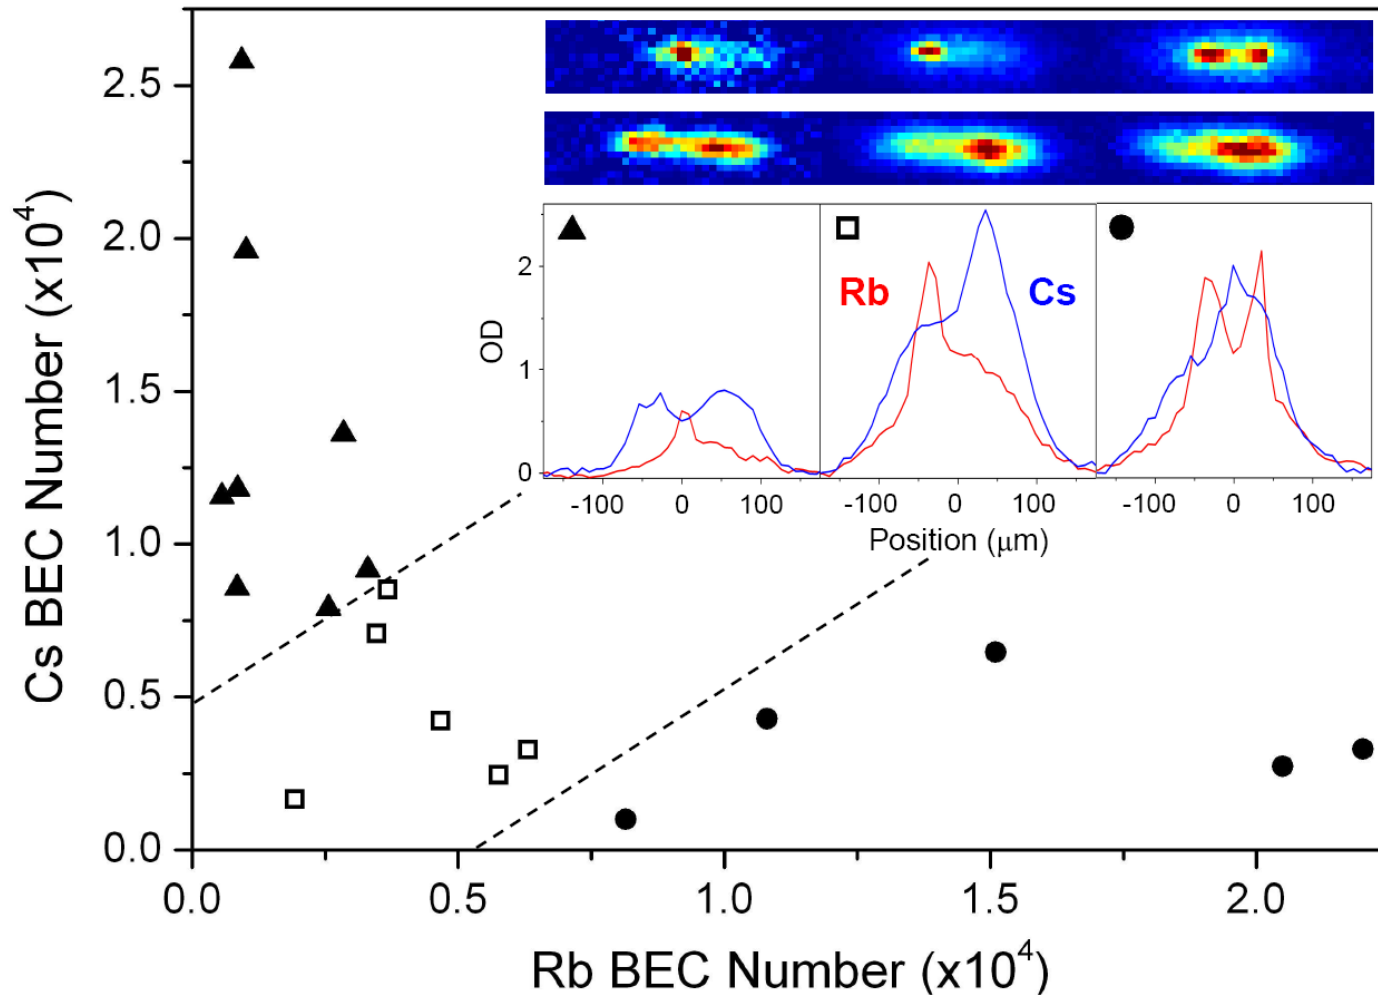 2.5
2.0
1.5
1.0
0.5
0.0
Cs BEC Number (x10⁴)
0.0 0.5 1.0 1.5 2.0
Rb BEC Number (x10⁴)
2
1
0
OD
Rb Cs
-100 0 100 -100 0 100 -100 0 100
Position (μm)